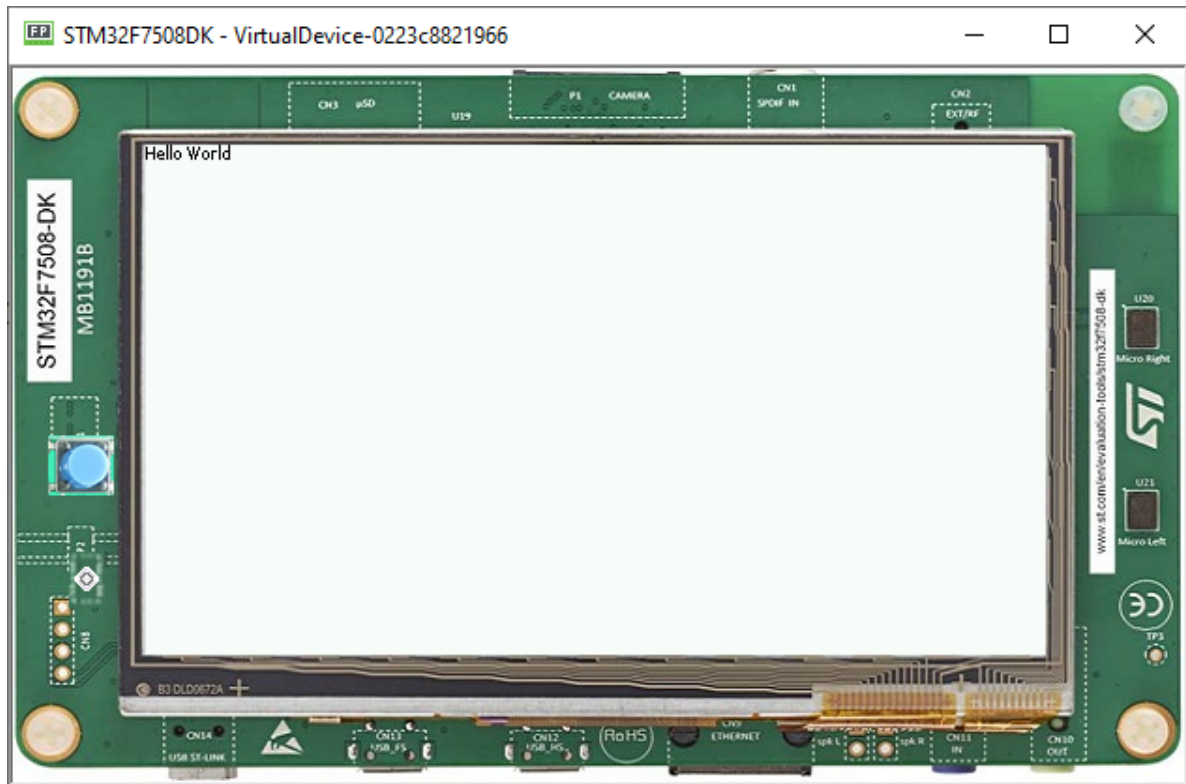 STM32F7508DK - VirtualDevice-0223c8821966
CN3 µSD
U19
P1 CAMERA
CN1
SPDIF IN
CN2
EXT/RF
Hello World
STM32F7508-DK
MB1191B
www.st.com/en/evaluation-tools/stm32f7508-dk
U20
Micro Right
U21
Micro Left
P2
CN8
TP3
B3 DLD0672A
CN14
USB ST-LINK
CN13
USB_FS
CN12
USB_HS
RoHS
CN9
ETHERNET
spk L
spk R
CN11
IN
CN10
OUT